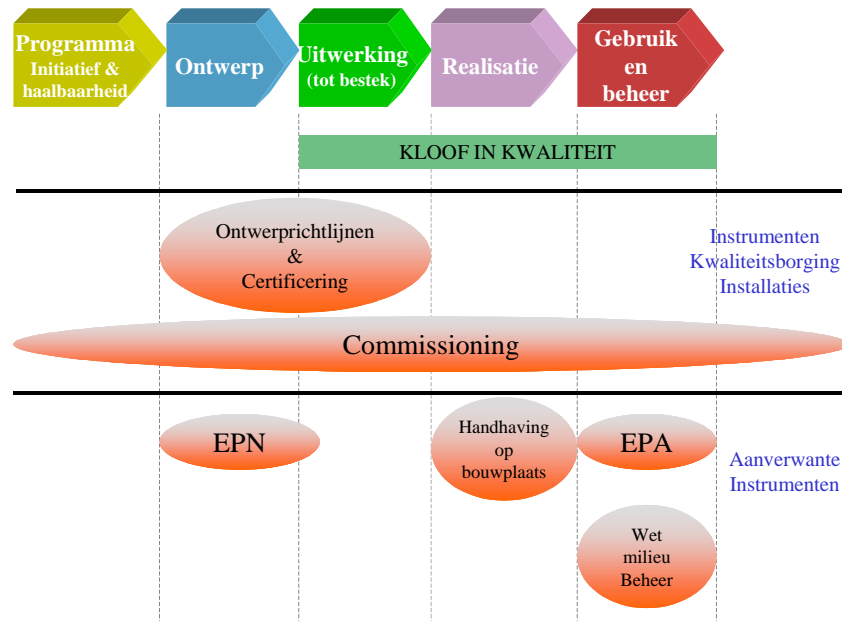 Programma
Initiatief &
haalbaarheid
Ontwerp
Uitwerking
(tot bestek)
Realisatie
Gebruik
en
beheer
KLOOF IN KWALITEIT
Ontwerprichtlijnen
&
Certificering
Instrumenten
Kwaliteitsborging
Installaties
Commissioning
EPN
Handhaving
op
bouwplaats
EPA
Aanverwante
Instrumenten
Wet
milieu
Beheer